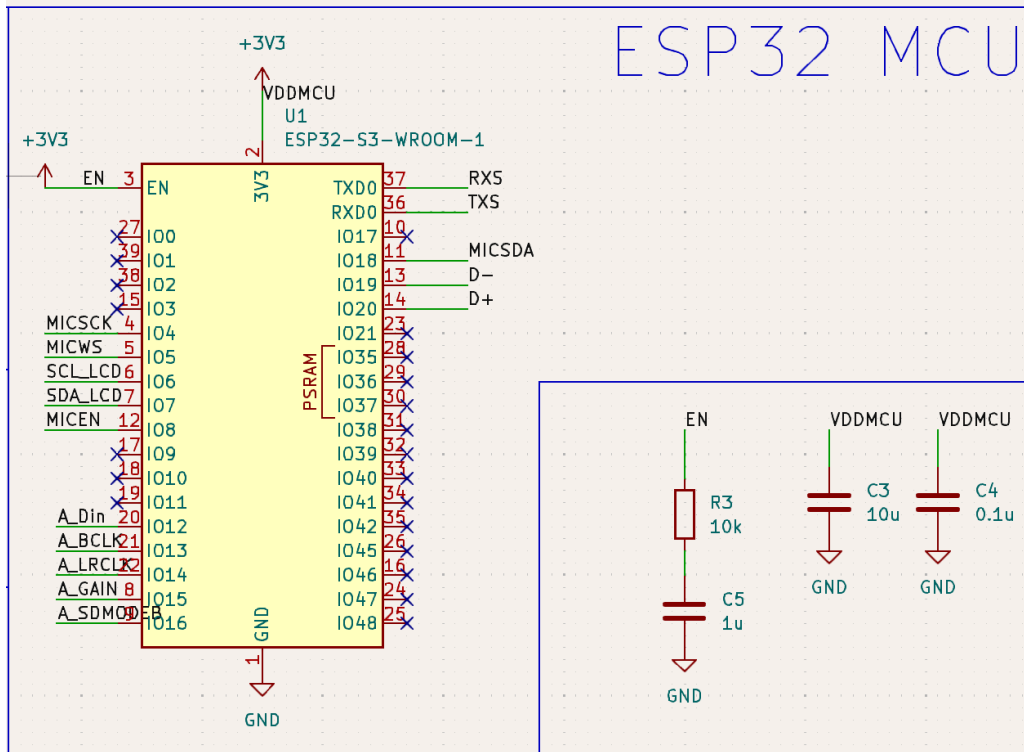 ESP32 MCU
+3V3
VDDMCU
U1
ESP32-S3-WROOM-1
+3V3
2
3V3
EN 3 EN
TXD0 37 RXS
RXD0 36 TXS
27 IO0
IO17 10
39 IO1
IO18 11 MICSDA
38 IO2
IO19 13 D-
15 IO3
IO20 14 D+
MICSCK 4 IO4
IO21 23
MICWS 5 IO5
IO35 28
SCL_LCD 6 IO6
IO36 29
SDA_LCD 7 IO7
IO37 30
PSRAM
MICEN 12 IO8
IO38 31
17 IO9
IO39 32
18 IO10
IO40 33
19 IO11
IO41 34
A_Din 20 IO12
IO42 35
A_BCLK 21 IO13
IO45 26
A_LRCLK 22 IO14
IO46 16
A_GAIN 8 IO15
IO47 24
A_SDMODEB 9 IO16
IO48 25
GND
1
GND
EN
R3
10k
C5
1u
GND
VDDMCU
C3
10u
GND
VDDMCU
C4
0.1u
GND